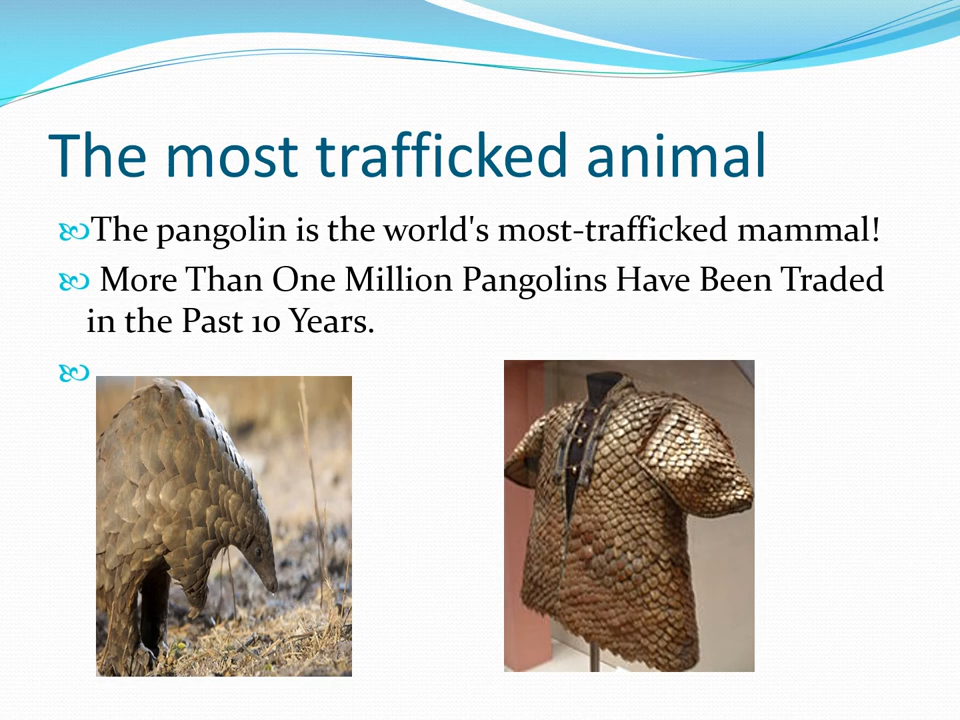 The most trafficked animal
The pangolin is the world's most-trafficked mammal!
More Than One Million Pangolins Have Been Traded
in the Past 10 Years.